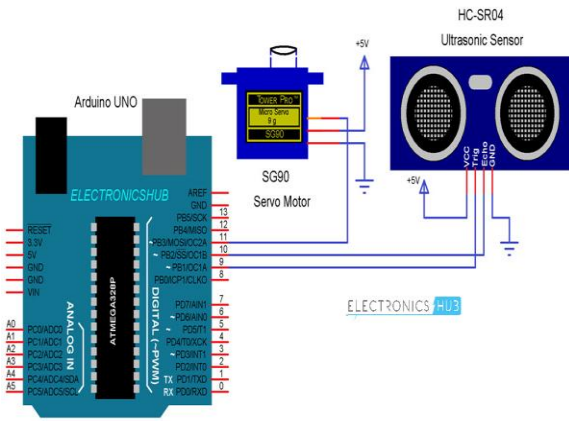 HC-SR04
Ultrasonic Sensor
+5V
Arduino UNO
TOWER PRO™
Micro Servo
9 g
SG90
VCC
Trig
Echo
GND
SG90
Servo Motor
+5V
ELECTRONICSHUB
AREF
GND
PB5/SCK 13
PB4/MISO 12
~PB3/MOSI/OC2A 11
~PB2/SS/OC1B 10
~PB1/OC1A 9
PB0/ICP1/CLKO 8
PD7/AIN1 7
~PD6/AIN0 6
~PD5/T1 5
PD4/T0/XCK 4
~PD3/INT1 3
PD2/INT0 2
TX PD1/TXD 1
RX PD0/RXD 0
RESET
3.3V
5V
GND
GND
VIN
A0 PC0/ADC0
A1 PC1/ADC1
A2 PC2/ADC2
A3 PC3/ADC3
A4 PC4/ADC4/SDA
A5 PC5/ADC5/SCL
ANALOG IN
ATMEGA328P
DIGITAL (~PWM)
ELECTRONICS HUB